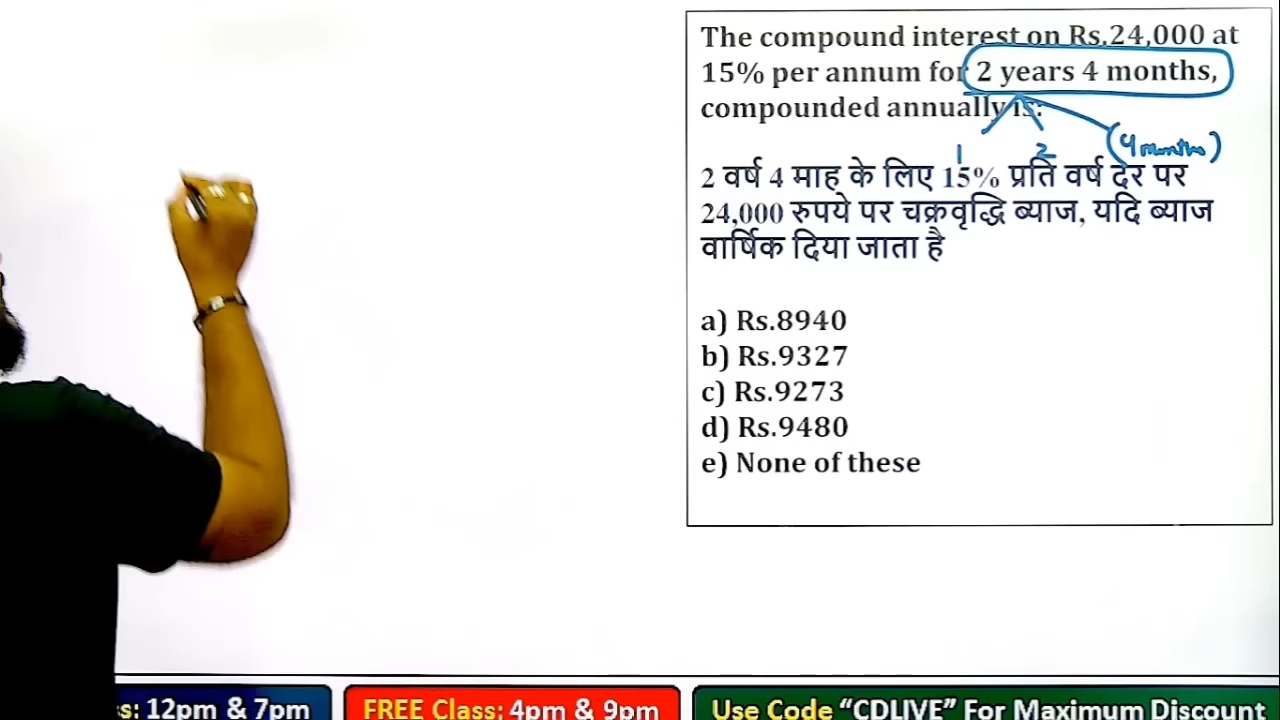 The compound interest on Rs.24,000 at
15% per annum for 2 years 4 months,
compounded annually is:
1 2 (4 months)
2 वर्ष 4 माह के लिए 15% प्रति वर्ष दर पर
24,000 रुपये पर चक्रवृद्धि ब्याज, यदि ब्याज
वार्षिक दिया जाता है
a) Rs.8940
b) Rs.9327
c) Rs.9273
d) Rs.9480
e) None of these
ss: 12pm & 7pm
FREE Class: 4pm & 9pm
Use Code “CDLIVE” For Maximum Discount